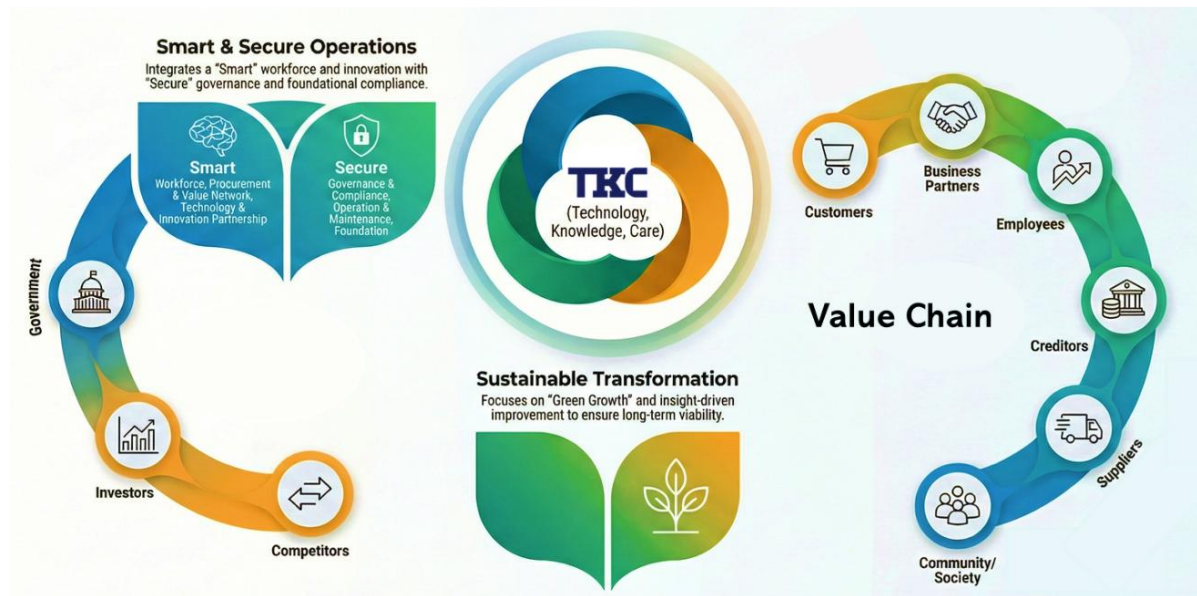 Smart & Secure Operations
Integrates a "Smart" workforce and innovation with
"Secure" governance and foundational compliance.
Smart
Workforce, Procurement
& Value Network,
Technology &
Innovation Partnership
Secure
Governance &
Compliance,
Operation &
Maintenance,
Foundation
Government
Investors
Competitors
TKC
(Technology,
Knowledge, Care)
Sustainable Transformation
Focuses on "Green Growth" and insight-driven
improvement to ensure long-term viability.
Value Chain
Customers
Business
Partners
Employees
Creditors
Suppliers
Community/
Society